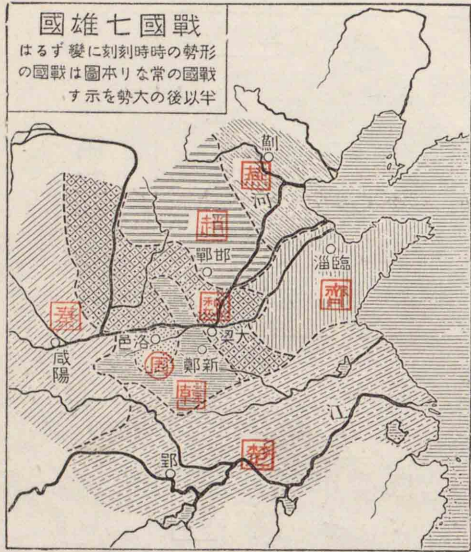 戰國七雄圖
形勢の時時刻刻に變ずるは
戰國の常なり本圖は戰國の
半以後の大勢を示す
薊
燕
河
趙
邯鄲
臨淄
齊
魏
秦
大梁
洛邑
咸陽
周
新鄭
韓
江
楚
郢